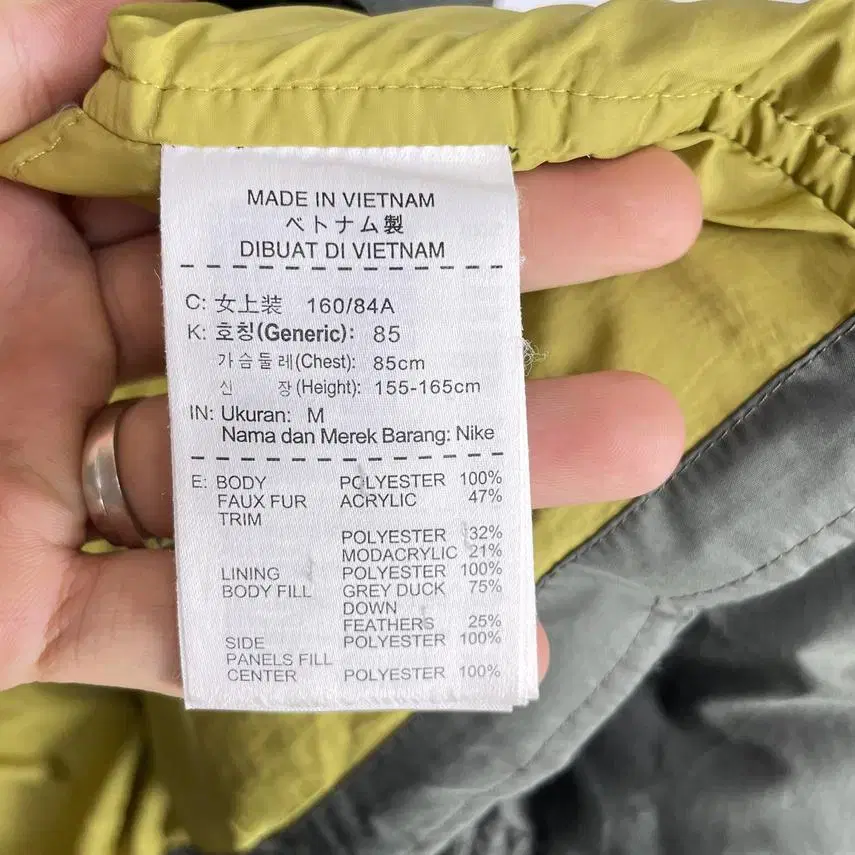 MADE IN VIETNAM
ベトナム製
DIBUAT DI VIETNAM
C: 女上装 160/84A
K: 호칭(Generic): 85
가슴둘레(Chest): 85cm
신 장(Height): 155-165cm
IN: Ukuran: M
Nama dan Merek Barang: Nike
E: BODY POLYESTER 100%
FAUX FUR ACRYLIC 47%
TRIM
POLYESTER 32%
MODACRYLIC 21%
LINING POLYESTER 100%
BODY FILL GREY DUCK 75%
DOWN
FEATHERS 25%
SIDE POLYESTER 100%
PANELS FILL
CENTER POLYESTER 100%